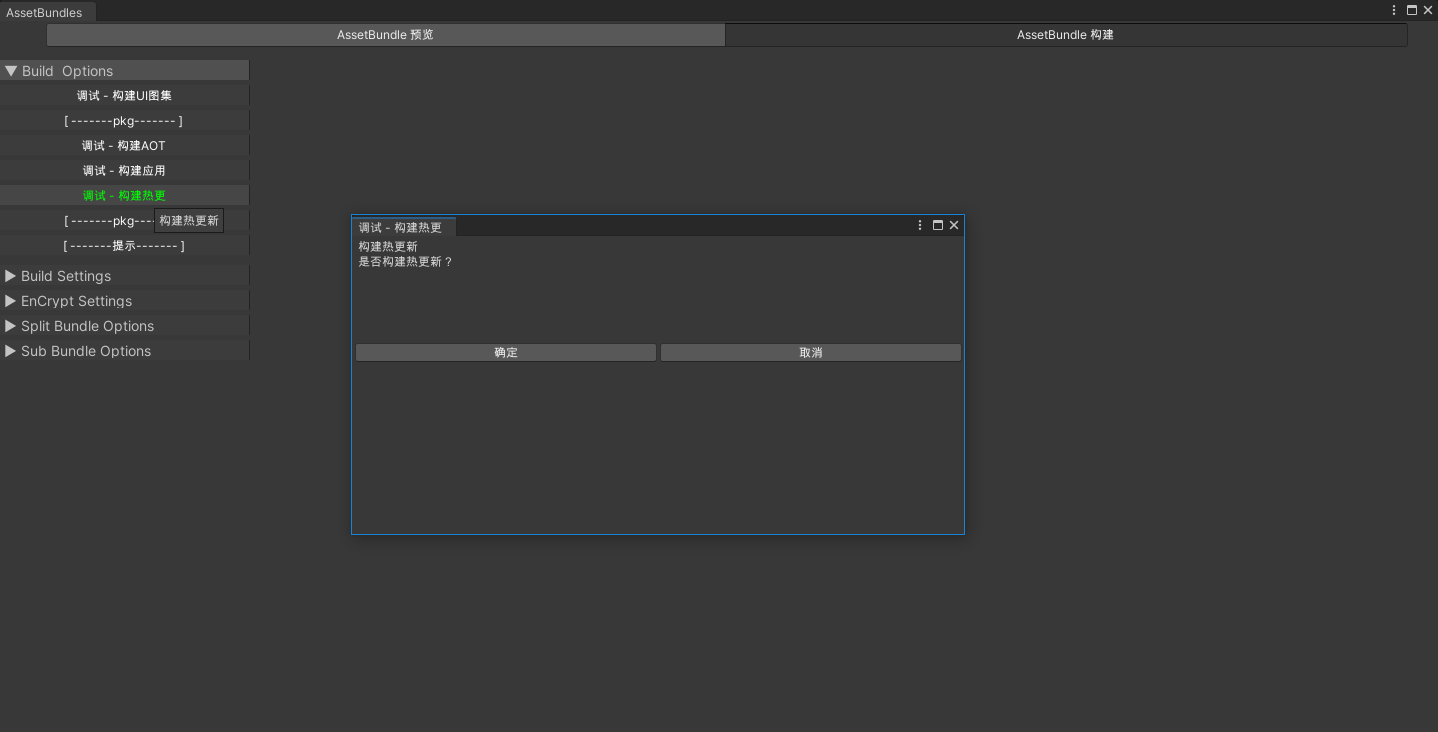 AssetBundles
AssetBundle 预览
AssetBundle 构建
Build Options
调试 - 构建UI图集
[ -------pkg------- ]
调试 - 构建AOT
调试 - 构建应用
调试 - 构建热更
[ -------pkg----
构建热更新
[ -------提示------- ]
Build Settings
EnCrypt Settings
Split Bundle Options
Sub Bundle Options
调试 - 构建热更
构建热更新
是否构建热更新？
确定
取消